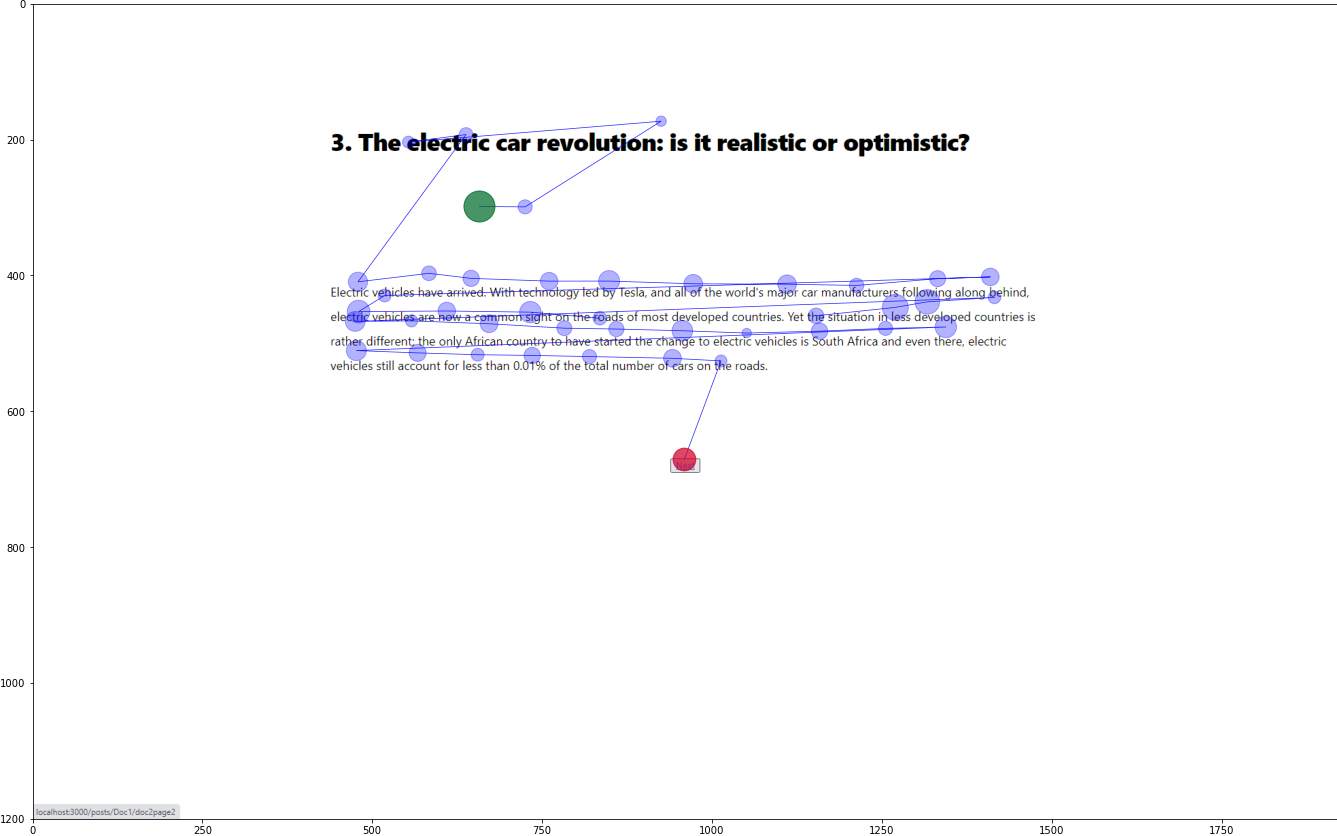 0
200
3. The electric car revolution: is it realistic or optimistic?
400
Electric vehicles have arrived. With technology led by Tesla, and all of the world's major car manufacturers following along behind,
electric vehicles are now a common sight on the roads of most developed countries. Yet the situation in less developed countries is
rather different; the only African country to have started the change to electric vehicles is South Africa and even there, electric
vehicles still account for less than 0.01% of the total number of cars on the roads.
600
800
1000
localhost:3000/posts/Doc1/doc2page2
1200
0 250 500 750 1000 1250 1500 1750